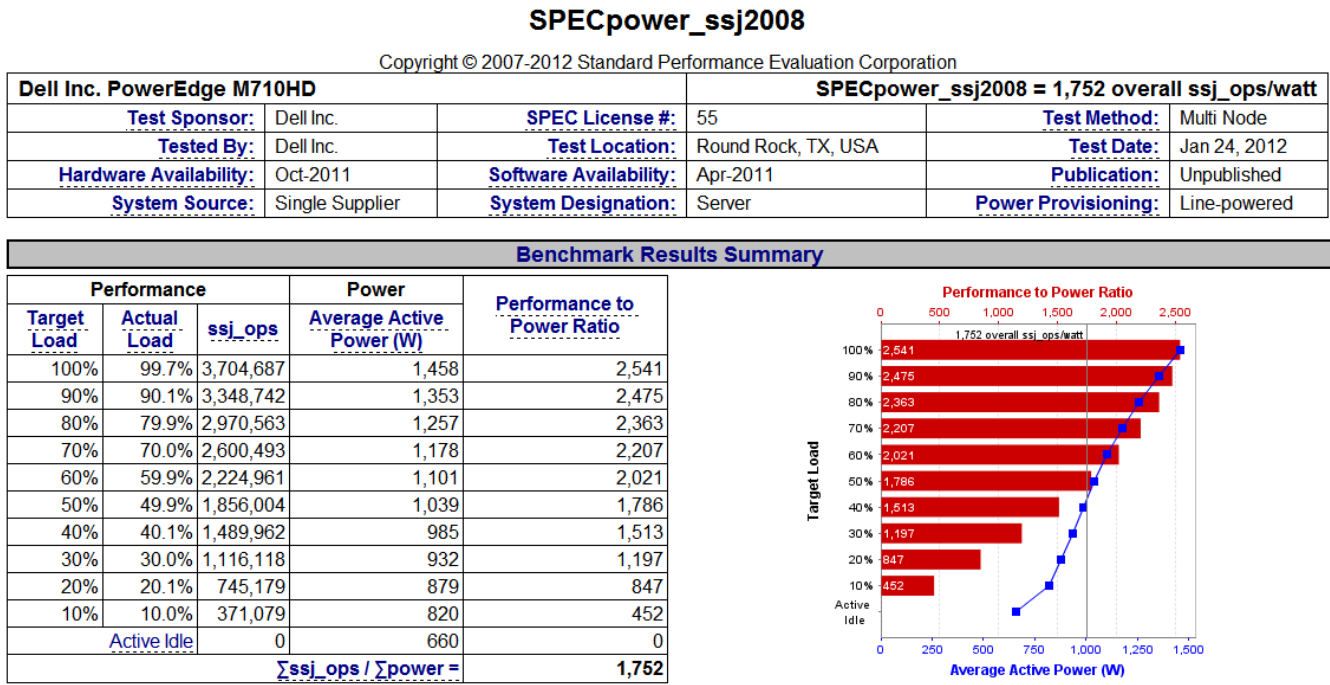 SPECpower_ssj2008
Copyright © 2007-2012 Standard Performance Evaluation Corporation
Dell Inc. PowerEdge M710HD SPECpower_ssj2008 = 1,752 overall ssj_ops/watt
Test Sponsor: Dell Inc. SPEC License #: 55 Test Method: Multi Node
Tested By: Dell Inc. Test Location: Round Rock, TX, USA Test Date: Jan 24, 2012
Hardware Availability: Oct-2011 Software Availability: Apr-2011 Publication: Unpublished
System Source: Single Supplier System Designation: Server Power Provisioning: Line-powered
Benchmark Results Summary
Performance Power Performance to Power Ratio
Target Load Actual Load ssj_ops Average Active Power (W)
100% 99.7% 3,704,687 1,458 2,541
90% 90.1% 3,348,742 1,353 2,475
80% 79.9% 2,970,563 1,257 2,363
70% 70.0% 2,600,493 1,178 2,207
60% 59.9% 2,224,961 1,101 2,021
50% 49.9% 1,856,004 1,039 1,786
40% 40.1% 1,489,962 985 1,513
30% 30.0% 1,116,118 932 1,197
20% 20.1% 745,179 879 847
10% 10.0% 371,079 820 452
Active Idle 0 660 0
∑ssj_ops / ∑power = 1,752
Performance to Power Ratio
0 500 1,000 1,500 2,000 2,500
1,752 overall ssj_ops/watt
100% 2,541
90% 2,475
80% 2,363
70% 2,207
60% 2,021
50% 1,786
40% 1,513
30% 1,197
20% 847
10% 452
Active
Idle
Target Load
0 250 500 750 1,000 1,250 1,500
Average Active Power (W)